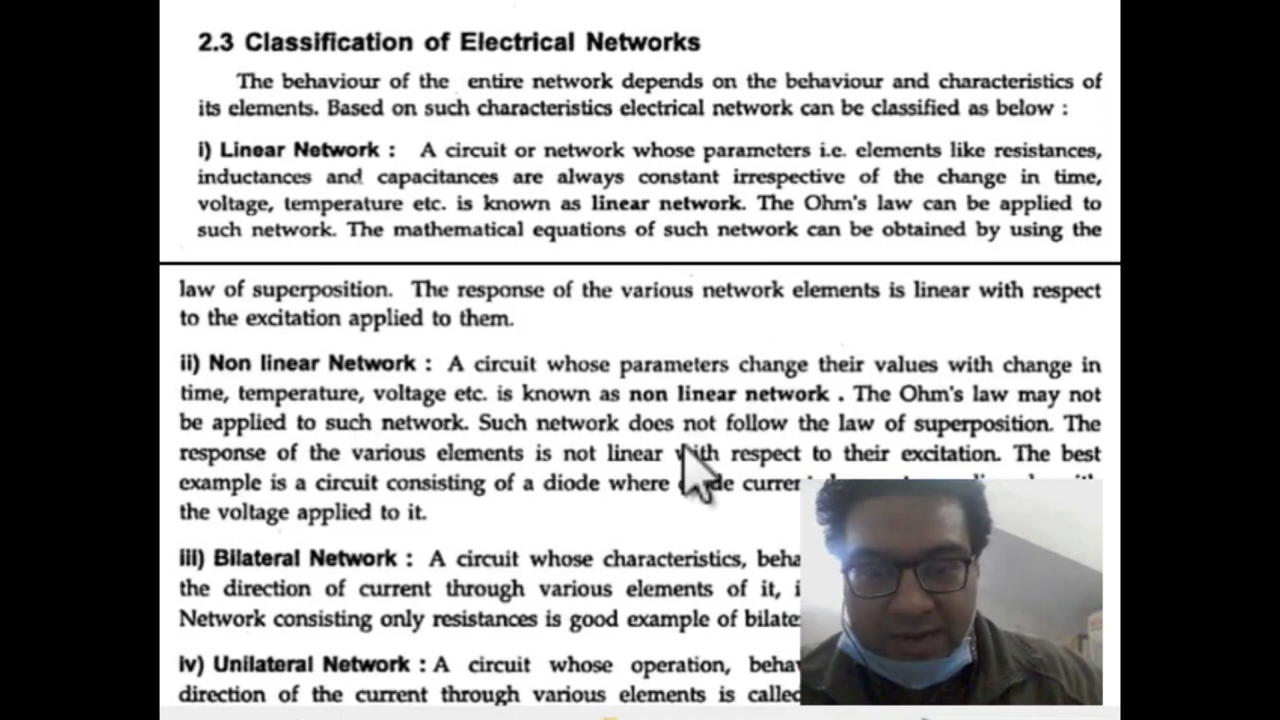 2.3 Classification of Electrical Networks
The behaviour of the entire network depends on the behaviour and characteristics of
its elements. Based on such characteristics electrical network can be classified as below :
i) Linear Network : A circuit or network whose parameters i.e. elements like resistances,
inductances and capacitances are always constant irrespective of the change in time,
voltage, temperature etc. is known as linear network. The Ohm's law can be applied to
such network. The mathematical equations of such network can be obtained by using the
law of superposition. The response of the various network elements is linear with respect
to the excitation applied to them.
ii) Non linear Network : A circuit whose parameters change their values with change in
time, temperature, voltage etc. is known as non linear network . The Ohm's law may not
be applied to such network. Such network does not follow the law of superposition. The
response of the various elements is not linear with respect to their excitation. The best
example is a circuit consisting of a diode where
the voltage applied to it.
iii) Bilateral Network : A circuit whose characteristics,
the direction of current through various elements of it,
Network consisting only resistances is good example of
iv) Unilateral Network : A circuit whose operation,
direction of the current through various elements is called